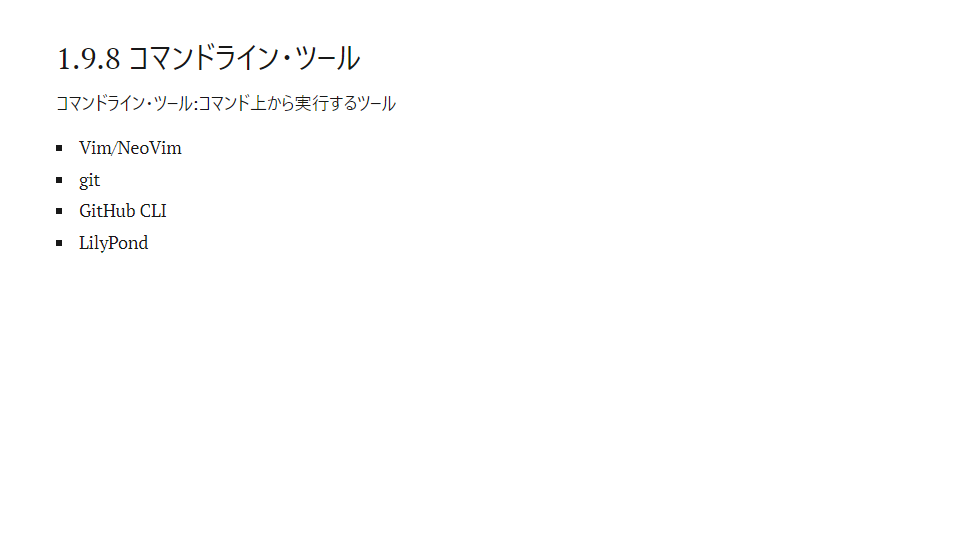 1.9.8 コマンドライン・ツール
コマンドライン・ツール:コマンド上から実行するツール
Vim/NeoVim
git
GitHub CLI
LilyPond